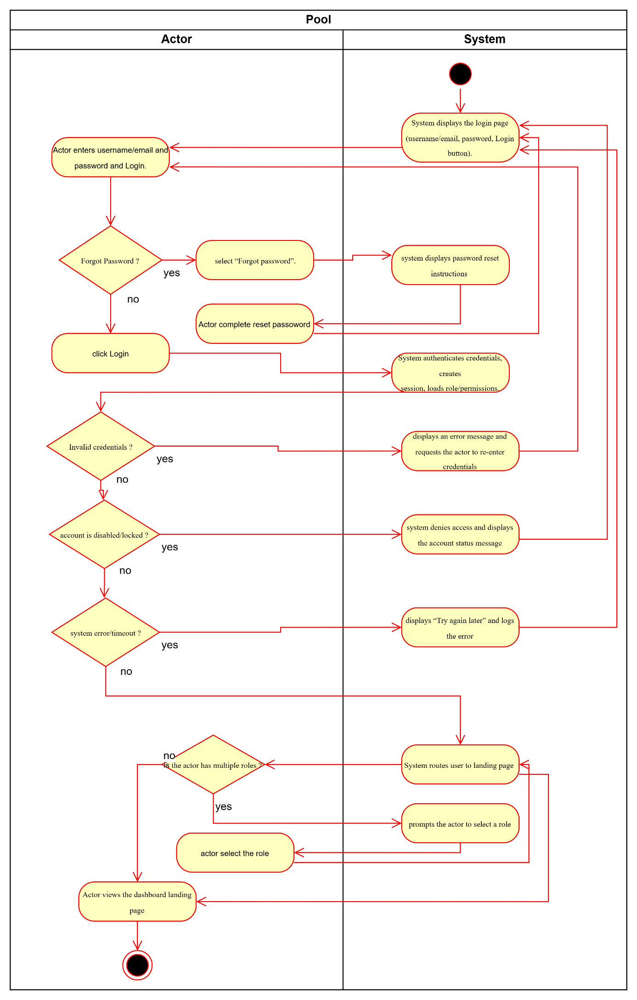 Pool
Actor
System
System displays the login page
(username/email, password, Login
button).
Actor enters username/email and
password and Login.
Forgot Password ?
yes
no
select “Forgot password”.
system displays password reset
instructions
Actor complete reset passoword
click Login
System authenticates credentials,
creates
session, loads role/permissions.
Invalid credentials ?
yes
no
displays an error message and
requests the actor to re-enter
credentials
account is disabled/locked ?
yes
no
system denies access and displays
the account status message
system error/timeout ?
yes
no
displays “Try again later” and logs
the error
no
is the actor has multiple roles ?
yes
System routes user to landing page
prompts the actor to select a role
actor select the role
Actor views the dashboard landing
page